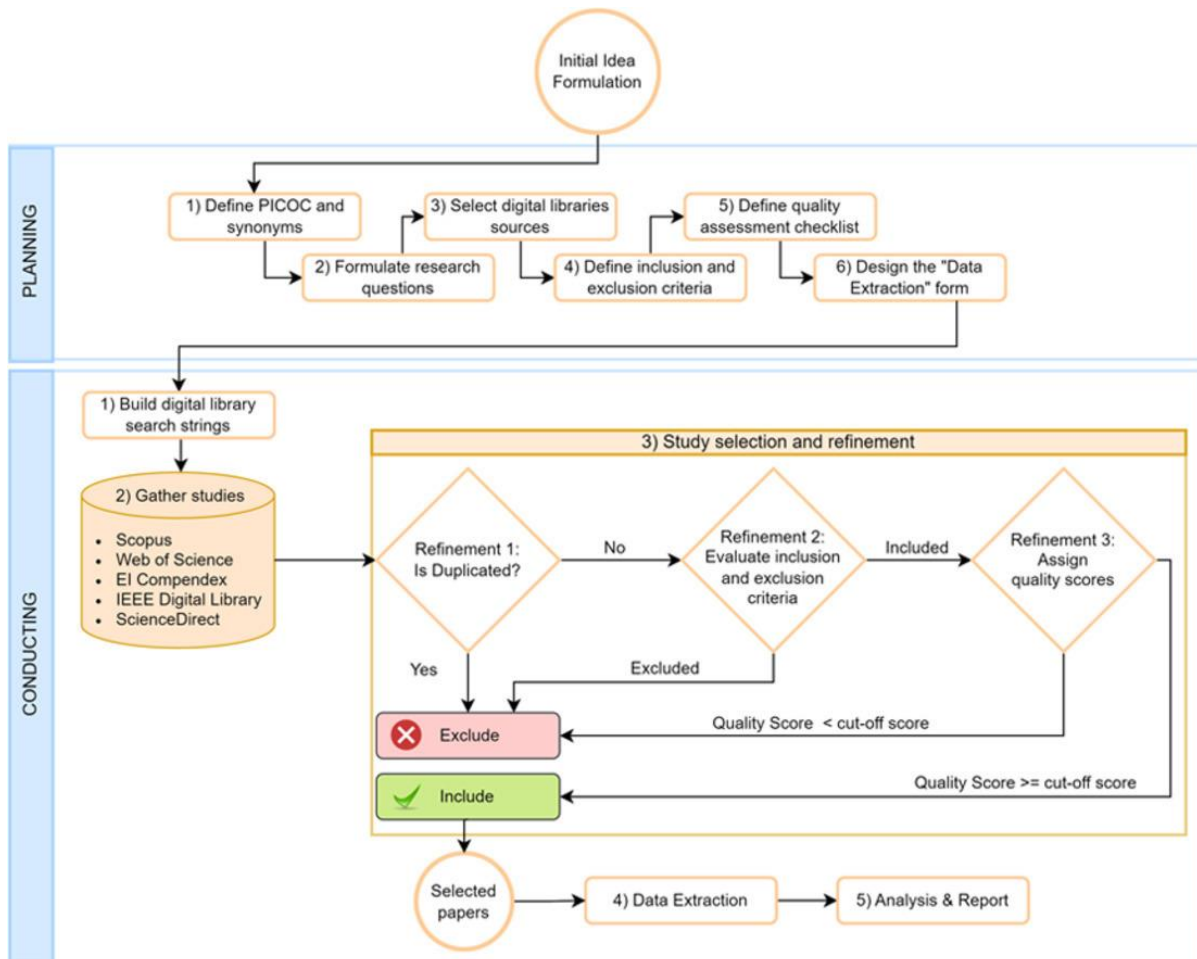 Initial Idea
Formulation
PLANNING
1) Define PICOC and
synonyms
2) Formulate research
questions
3) Select digital libraries
sources
4) Define inclusion and
exclusion criteria
5) Define quality
assessment checklist
6) Design the "Data
Extraction" form
CONDUCTING
1) Build digital library
search strings
2) Gather studies
• Scopus
• Web of Science
• EI Compendex
• IEEE Digital Library
• ScienceDirect
3) Study selection and refinement
Refinement 1:
Is Duplicated?
No
Refinement 2:
Evaluate inclusion
and exclusion
criteria
Included
Refinement 3:
Assign
quality scores
Yes
Excluded
Exclude
Quality Score < cut-off score
Include
Quality Score >= cut-off score
Selected
papers
4) Data Extraction
5) Analysis & Report